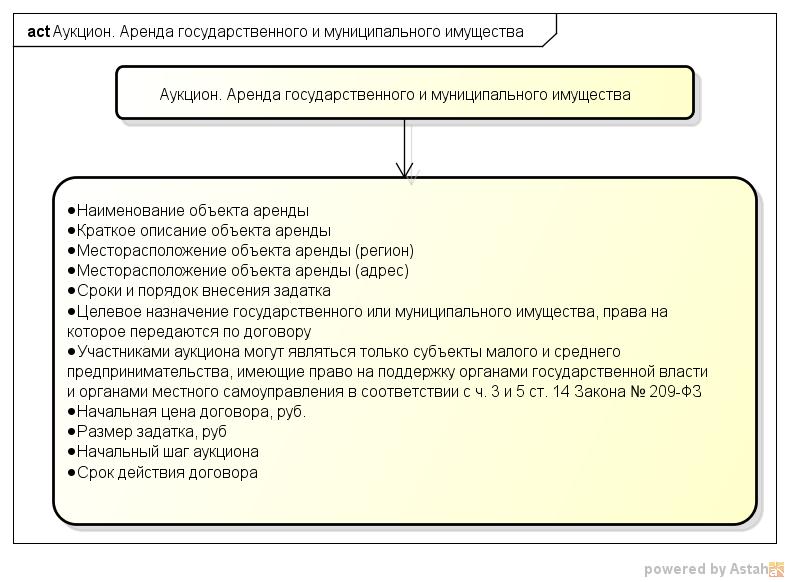 act Аукцион. Аренда государственного и муниципального имущества
Аукцион. Аренда государственного и муниципального имущества
●Наименование объекта аренды
●Краткое описание объекта аренды
●Месторасположение объекта аренды (регион)
●Месторасположение объекта аренды (адрес)
●Сроки и порядок внесения задатка
●Целевое назначение государственного или муниципального имущества, права на
которое передаются по договору
●Участниками аукциона могут являться только субъекты малого и среднего
предпринимательства, имеющие право на поддержку органами государственной власти
и органами местного самоуправления в соответствии с ч. 3 и 5 ст. 14 Закона № 209-ФЗ
●Начальная цена договора, руб.
●Размер задатка, руб
●Начальный шаг аукциона
●Срок действия договора
powered by Astah